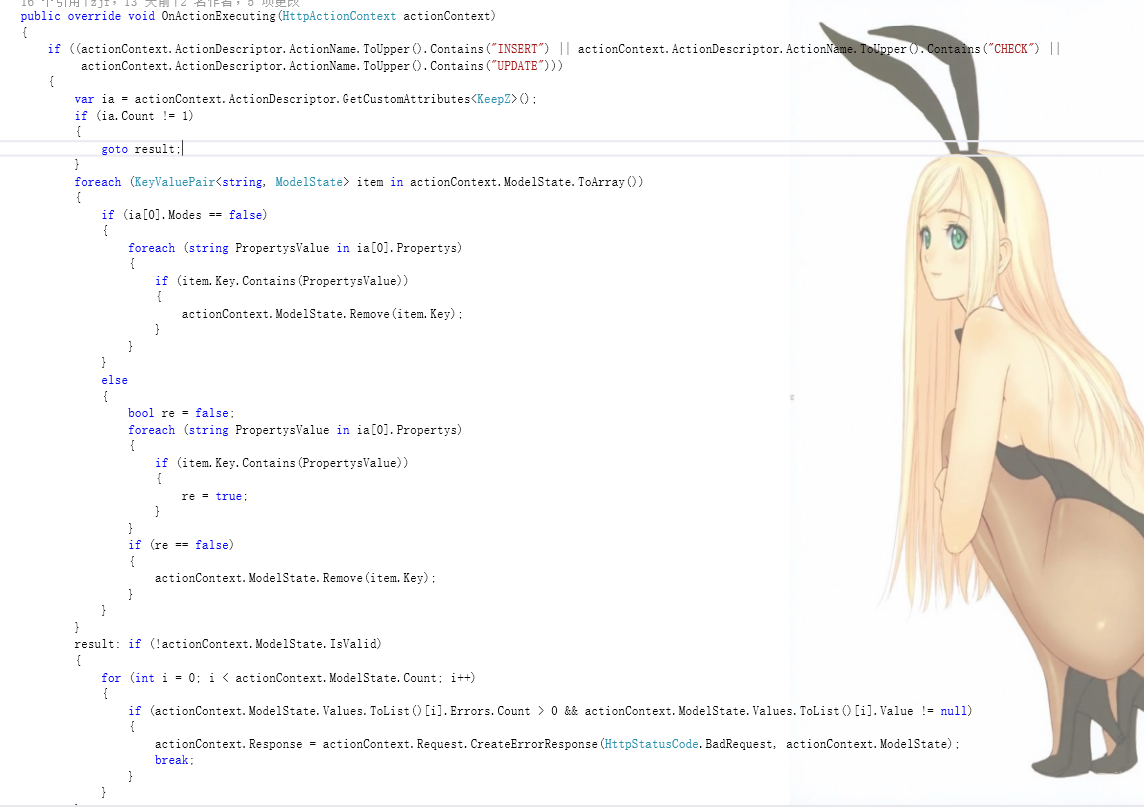 16 个引用|zjf，13 天前|2 名作者，5 项更改
public override void OnActionExecuting(HttpActionContext actionContext)
{
if ((actionContext.ActionDescriptor.ActionName.ToUpper().Contains("INSERT") || actionContext.ActionDescriptor.ActionName.ToUpper().Contains("CHECK") ||
actionContext.ActionDescriptor.ActionName.ToUpper().Contains("UPDATE")))
{
var ia = actionContext.ActionDescriptor.GetCustomAttributes<KeepZ>();
if (ia.Count != 1)
{
goto result;
}
foreach (KeyValuePair<string, ModelState> item in actionContext.ModelState.ToArray())
{
if (ia[0].Modes == false)
{
foreach (string PropertysValue in ia[0].Propertys)
{
if (item.Key.Contains(PropertysValue))
{
actionContext.ModelState.Remove(item.Key);
}
}
}
else
{
bool re = false;
foreach (string PropertysValue in ia[0].Propertys)
{
if (item.Key.Contains(PropertysValue))
{
re = true;
}
}
if (re == false)
{
actionContext.ModelState.Remove(item.Key);
}
}
}
result: if (!actionContext.ModelState.IsValid)
{
for (int i = 0; i < actionContext.ModelState.Count; i++)
{
if (actionContext.ModelState.Values.ToList()[i].Errors.Count > 0 && actionContext.ModelState.Values.ToList()[i].Value != null)
{
actionContext.Response = actionContext.Request.CreateErrorResponse(HttpStatusCode.BadRequest, actionContext.ModelState);
break;
}
}